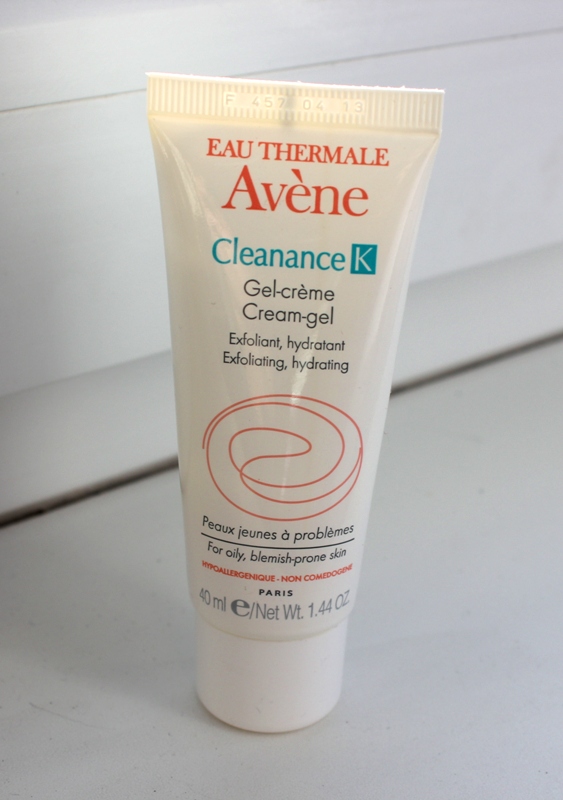 F 457 04 13
EAU THERMALE
Avène
Cleanance K
Gel-crème
Cream-gel
Exfoliant, hydratant
Exfoliating, hydrating
Peaux jeunes à problèmes
For oily, blemish-prone skin
HYPOALLERGENIQUE - NON COMEDOGENE
PARIS
40 ml e/Net Wt. 1.44 OZ.